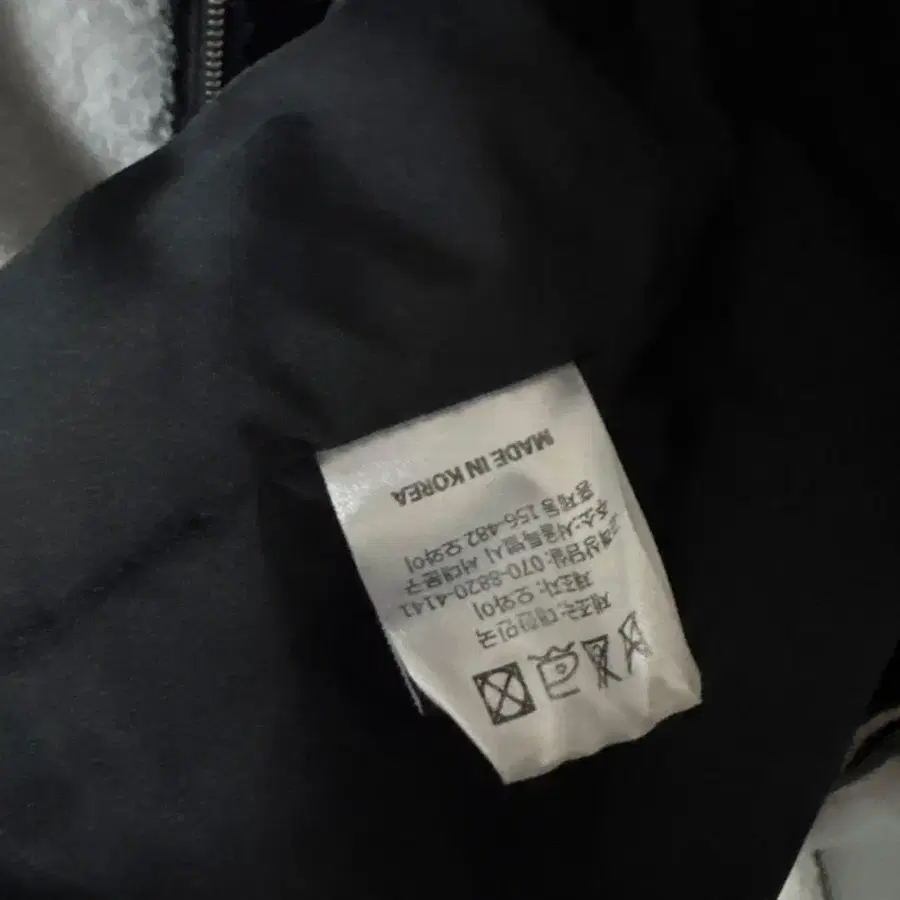 제조국: 대한민국
제조자: 오와이
고객상담실: 070-8820-4141
주소:서울특별시 서대문구
홍제동 156-482 오와이
MADE IN KOREA